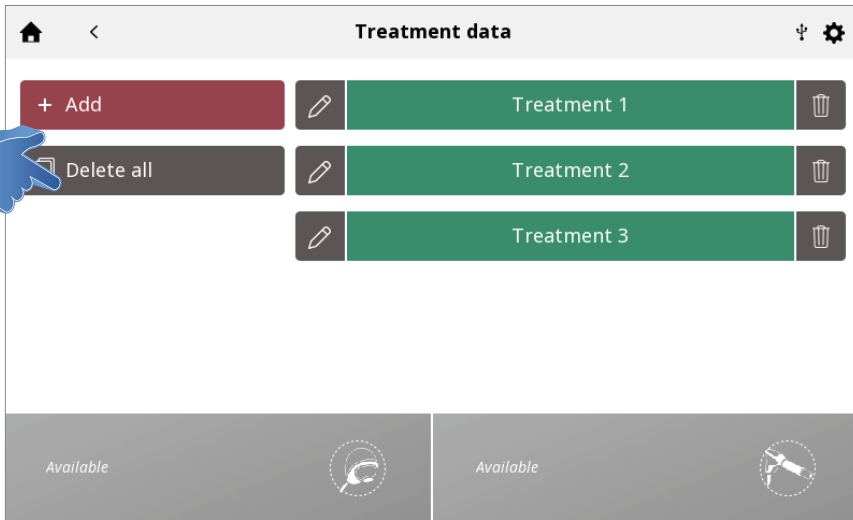 Treatment data
+ Add
Delete all
Treatment 1
Treatment 2
Treatment 3
Available
Available